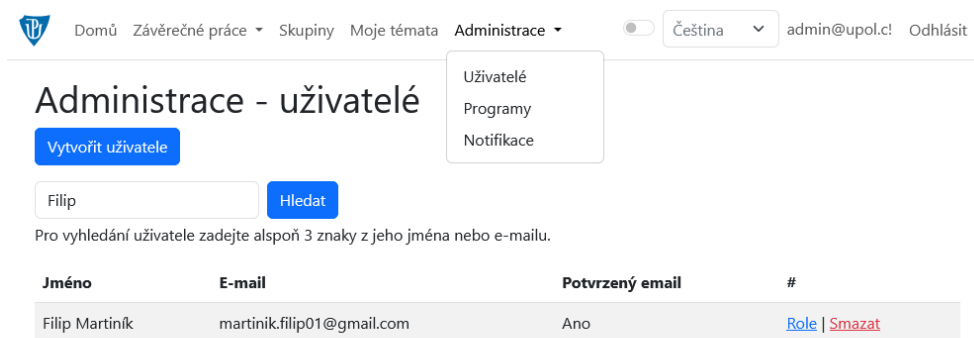 Domů Závěrečné práce Skupiny Moje témata Administrace Čeština admin@upol.c! Odhlásit
Uživatelé
Programy
Notifikace
Administrace - uživatelé
Vytvořit uživatele
Filip Hledat
Pro vyhledání uživatele zadejte alspoň 3 znaky z jeho jména nebo e-mailu.
Jméno E-mail Potvrzený email #
Filip Martiník martinik.filip01@gmail.com Ano Role | Smazat